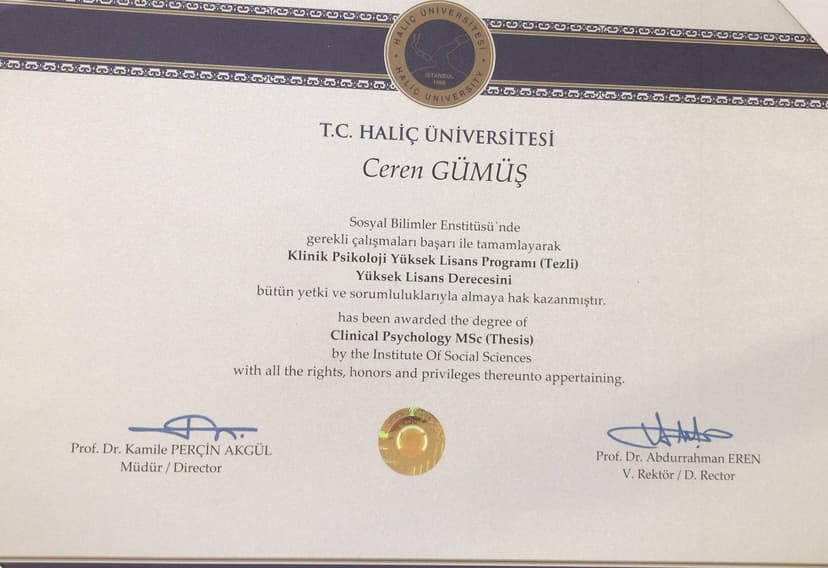 HALİÇ ÜNİVERSİTESİ
İSTANBUL
1998
HALİÇ UNIVERSITY
T.C. HALİÇ ÜNİVERSİTESİ
Ceren GÜMÜŞ
Sosyal Bilimler Enstitüsü`nde
gerekli çalışmaları başarı ile tamamlayarak
Klinik Psikoloji Yüksek Lisans Programı (Tezli)
Yüksek Lisans Derecesini
bütün yetki ve sorumluluklarıyla almaya hak kazanmıştır.
has been awarded the degree of
Clinical Psychology MSc (Thesis)
by the Institute Of Social Sciences
with all the rights, honors and privileges thereunto appertaining.
Prof. Dr. Kamile PERÇİN AKGÜL
Müdür / Director
Prof. Dr. Abdurrahman EREN
V. Rektör / D. Rector